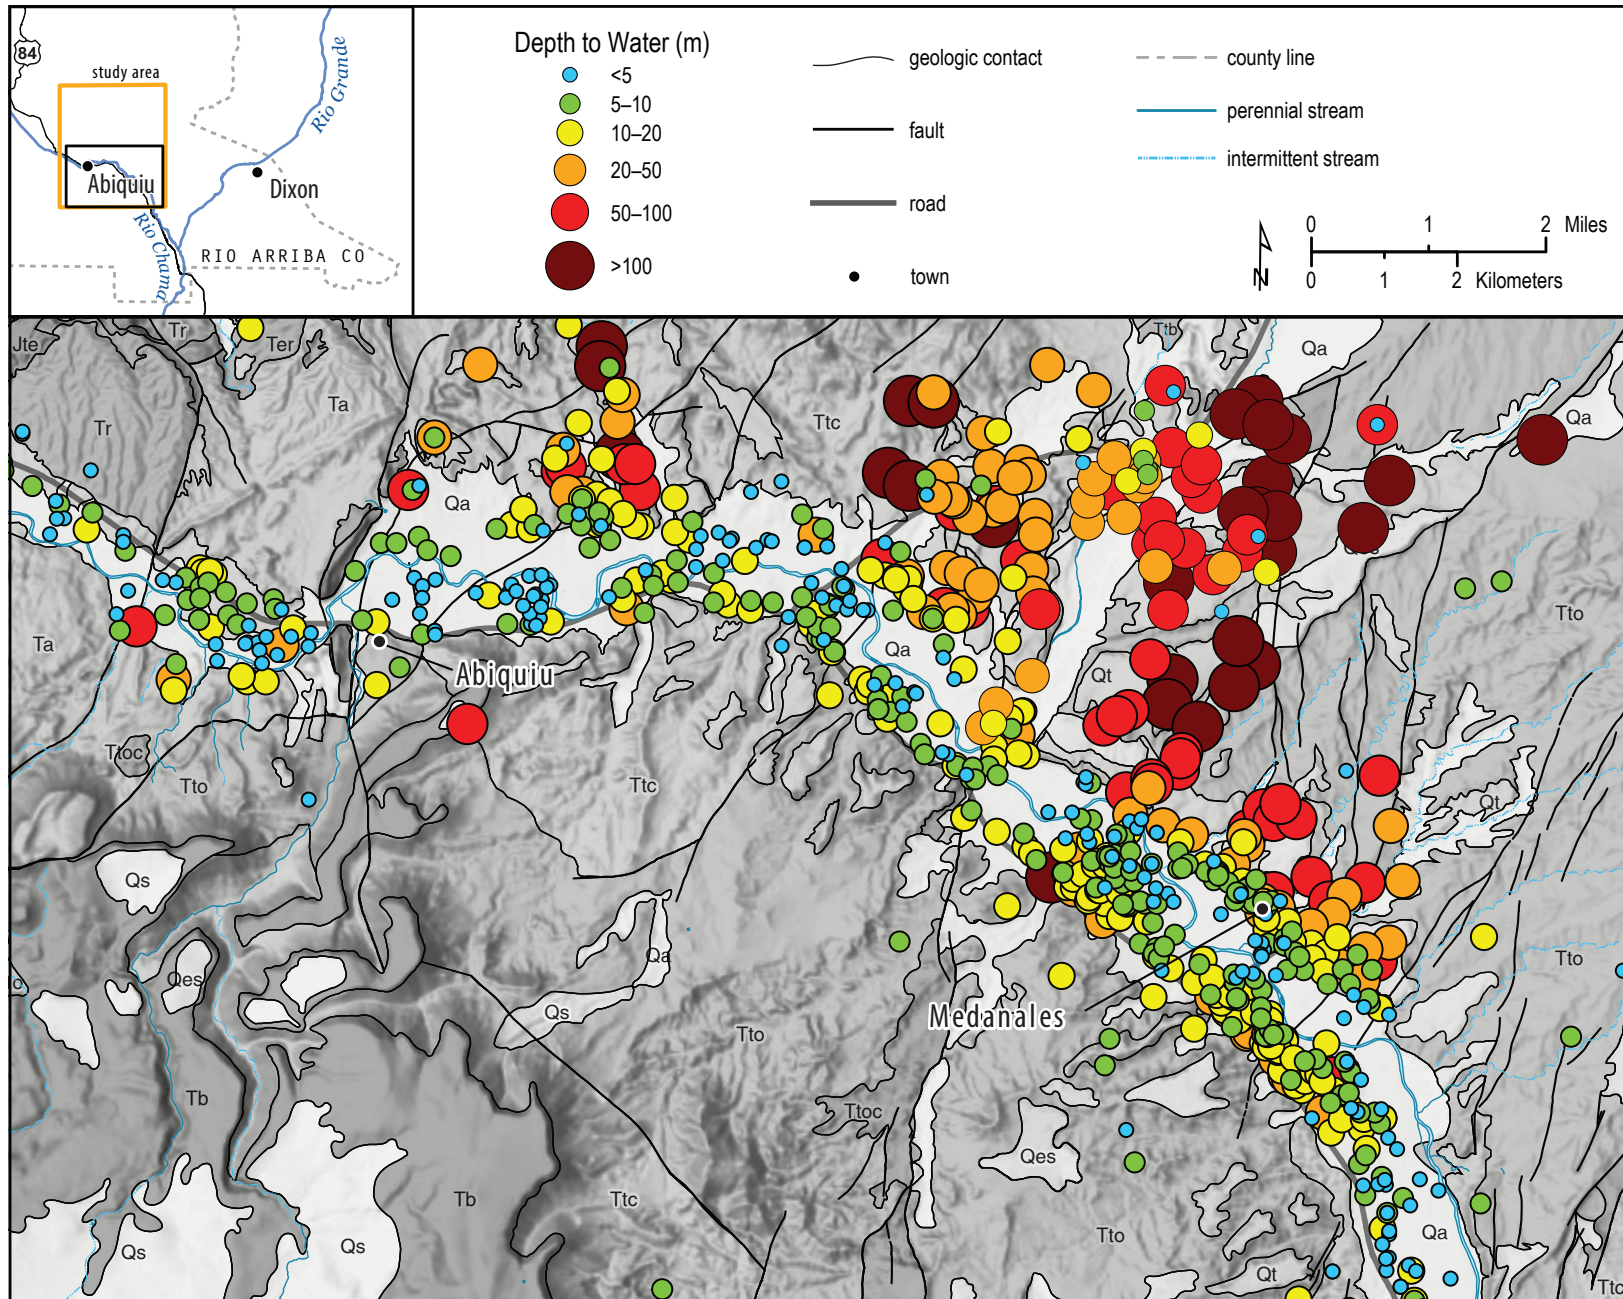 84
study area
Rio Grande
Abiquiu
Dixon
Rio Chama
RIO ARRIBA CO
Depth to Water (m)
<5
5–10
10–20
20–50
50–100
>100
geologic contact
fault
road
town
county line
perennial stream
intermittent stream
0 1 2 Miles
0 1 2 Kilometers
N
Jte
Tr
Ter
Ttb
Qa
Ta
Tr
Ttc
Qa
Qa
Tto
Ta
Qa
Qt
Abiquiu
Ttoc
Tto
Ttc
Qt
Qs
Qa
Qes
Tto
Qs
Medanales
Tto
Tb
Ttoc
Qes
Tb
Ttc
Qs
Qs
Tto
Qa
Qt